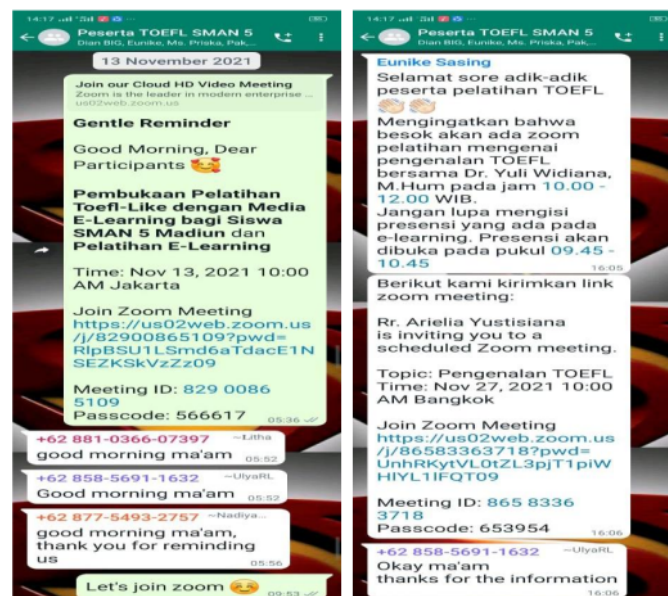 14:17
Peserta TOEFL SMAN 5
Dian BIG, Eunike, Ms. Priska, Pak,...
13 November 2021
Join our Cloud HD Video Meeting
Zoom is the leader in modern enterprise ...
us02web.zoom.us
Gentle Reminder
Good Morning, Dear
Participants
Pembukaan Pelatihan
Toefl-Like dengan Media
E-Learning bagi Siswa
SMAN 5 Madiun dan
Pelatihan E-Learning
Time: Nov 13, 2021 10:00
AM Jakarta
Join Zoom Meeting
https://us02web.zoom.us
/j/82900865109?pwd=
RlpBSU1LSmd6aTdacE1N
SEZKSkVzZz09
Meeting ID: 829 0086
5109
Passcode: 566617
05:36
+62 881-0366-07397 ~Litha
good morning ma'am 05:52
+62 858-5691-1632 ~UlyaRL
Good morning ma'am 05:52
+62 877-5493-2757 ~Nadiya...
good morning ma'am,
thank you for reminding
us 05:56
Let's join zoom 09:53
14:17
Peserta TOEFL SMAN 5
Dian BIG, Eunike, Ms. Priska, Pak,...
Eunike Sasing
Selamat sore adik-adik
peserta pelatihan TOEFL
Mengingatkan bahwa
besok akan ada zoom
pelatihan mengenai
pengenalan TOEFL
bersama Dr. Yuli Widiana,
M.Hum pada jam 10.00 -
12.00 WIB.
Jangan lupa mengisi
presensi yang ada pada
e-learning. Presensi akan
dibuka pada pukul 09.45 -
10.45 16:05
Berikut kami kirimkan link
zoom meeting:
Rr. Arielia Yustisiana
is inviting you to a
scheduled Zoom meeting.
Topic: Pengenalan TOEFL
Time: Nov 27, 2021 10:00
AM Bangkok
Join Zoom Meeting
https://us02web.zoom.us
/j/86583363718?pwd=
UnhRKytVL0tZL3pjT1piW
HlYL1lFQT09
Meeting ID: 865 8336
3718
Passcode: 653954 16:06
+62 858-5691-1632 ~UlyaRL
Okay ma'am
thanks for the information
16:06